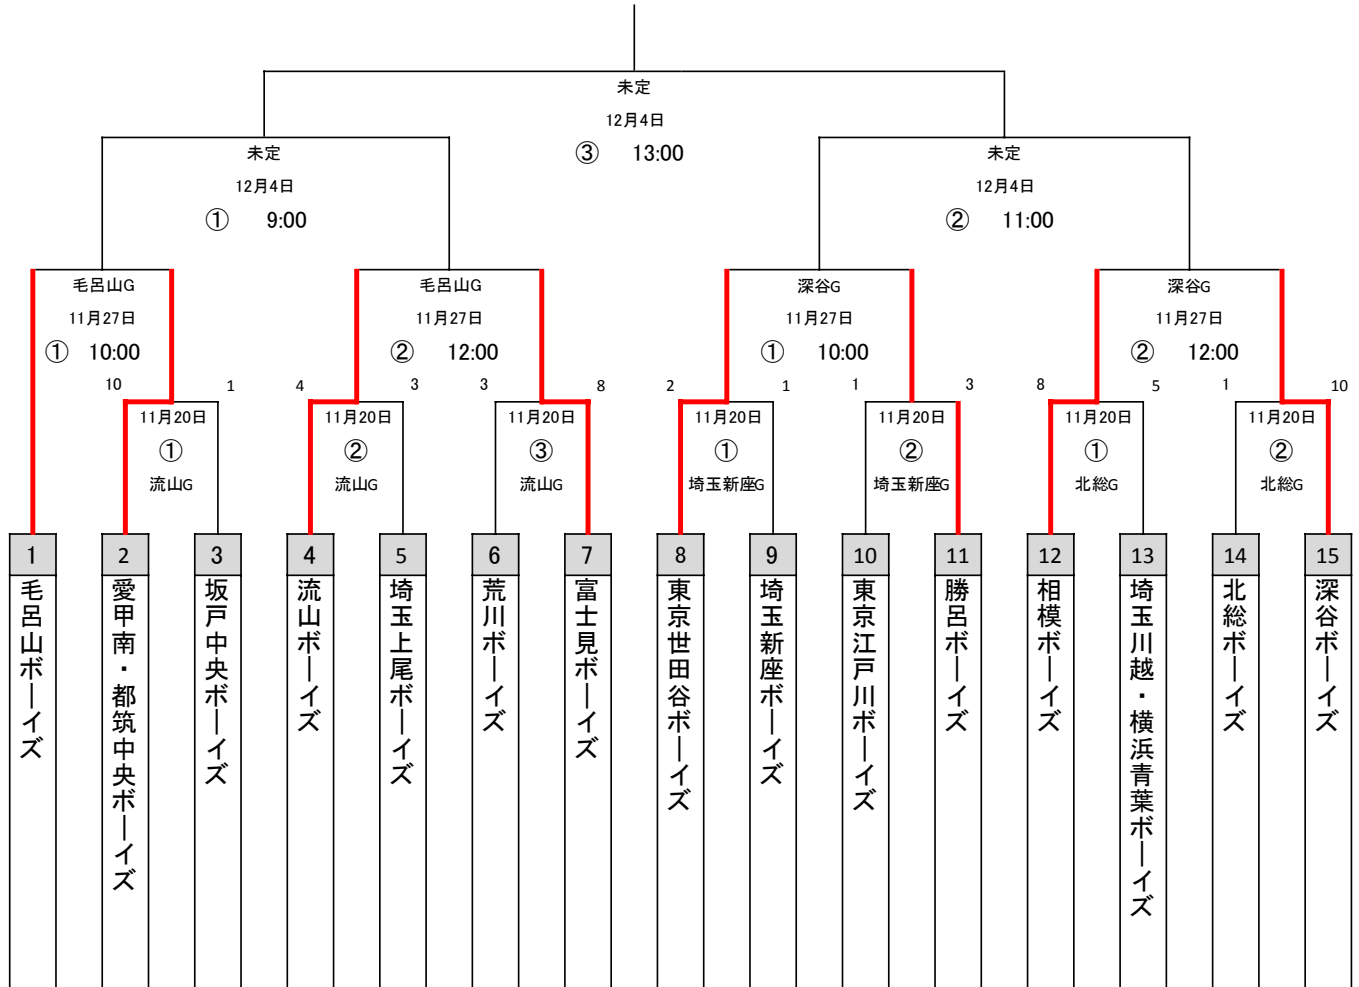 未定
12月4日
③ 13:00
未定
12月4日
① 9:00
未定
12月4日
② 11:00
毛呂山G
11月27日
① 10:00
毛呂山G
11月27日
② 12:00
深谷G
11月27日
① 10:00
深谷G
11月27日
② 12:00
10 1
11月20日
①
流山G
4 3
11月20日
②
流山G
3 8
11月20日
③
流山G
2 1
11月20日
①
埼玉新座G
1 3
11月20日
②
埼玉新座G
8 5
11月20日
①
北総G
1 10
11月20日
②
北総G
1
毛呂山ボーイズ
2
愛甲南・都筑中央ボーイズ
3
坂戸中央ボーイズ
4
流山ボーイズ
5
埼玉上尾ボーイズ
6
荒川ボーイズ
7
富士見ボーイズ
8
東京世田谷ボーイズ
9
埼玉新座ボーイズ
10
東京江戸川ボーイズ
11
勝呂ボーイズ
12
相模ボーイズ
13
埼玉川越・横浜青葉ボーイズ
14
北総ボーイズ
15
深谷ボーイズ